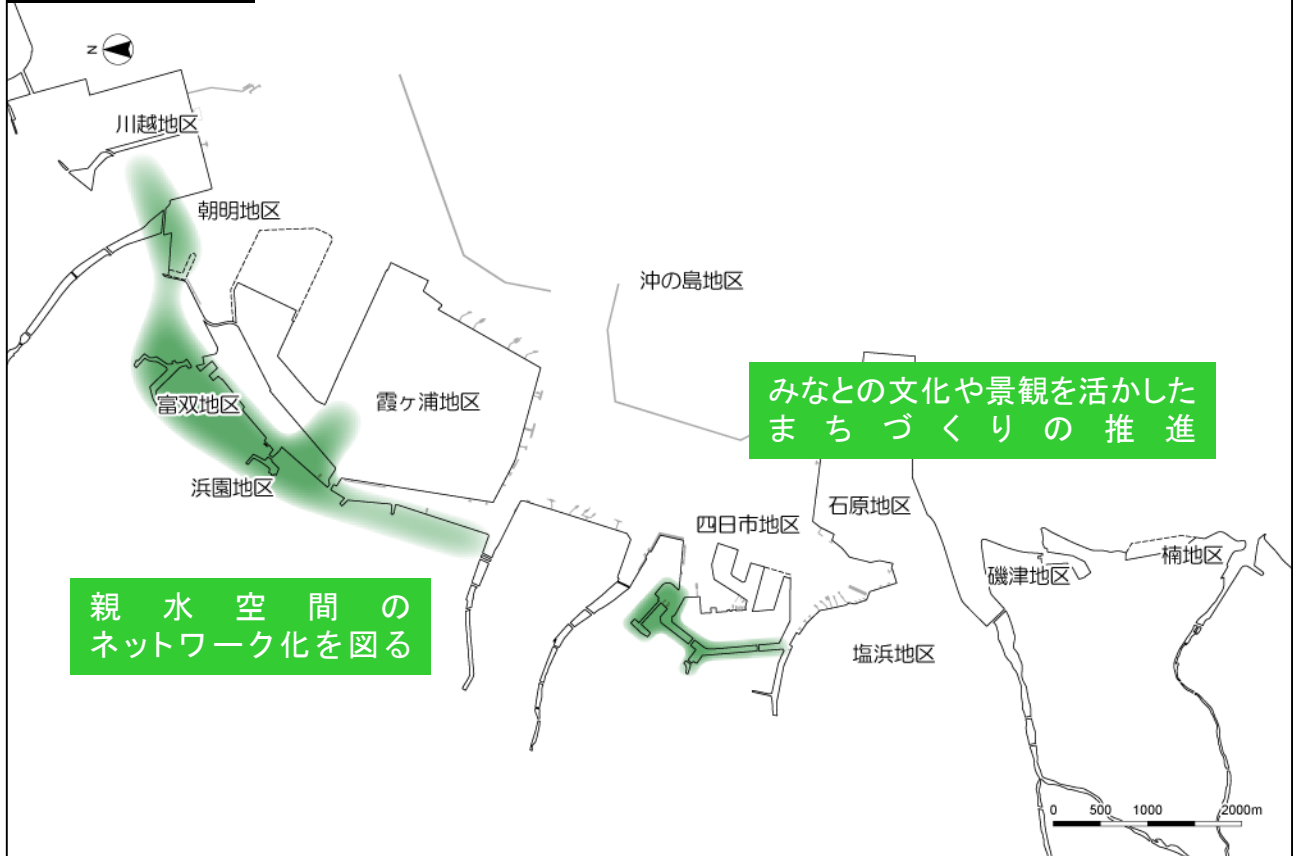 N
川越地区
朝明地区
沖の島地区
富双地区
霞ヶ浦地区
みなとの文化や景観を活かした
まちづくりの推進
浜園地区
石原地区
四日市地区
楠地区
磯津地区
親水空間の
ネットワーク化を図る
塩浜地区
0 500 1000 2000m